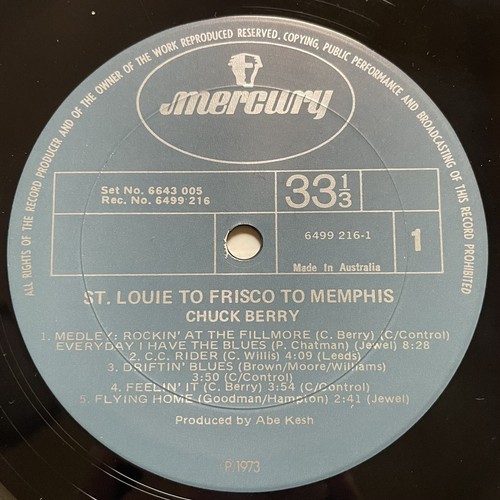 ALL RIGHTS OF THE RECORD PRODUCER AND OF THE OWNER OF THE WORK REPRODUCED RESERVED. COPYING, PUBLIC PERFORMANCE AND BROADCASTING OF THIS RECORD PROHIBITED
mercury
Set No. 6643 005
Rec. No. 6499 216
33 1/3
6499 216-1
1
Made In Australia
ST. LOUIE TO FRISCO TO MEMPHIS
CHUCK BERRY
1. MEDLEY: ROCKIN' AT THE FILLMORE (C. Berry) (C/Control)
EVERYDAY I HAVE THE BLUES (P. Chatman) (Jewel) 8:28
2. C.C. RIDER (C. Willis) 4:09 (Leeds)
3. DRIFTIN' BLUES (Brown/Moore/Williams)
3:50 (C/Control)
4. FEELIN' IT (C. Berry) 3:54 (C/Control)
5. FLYING HOME (Goodman/Hampton) 2:41 (Jewel)
Produced by Abe Kesh
P)1973